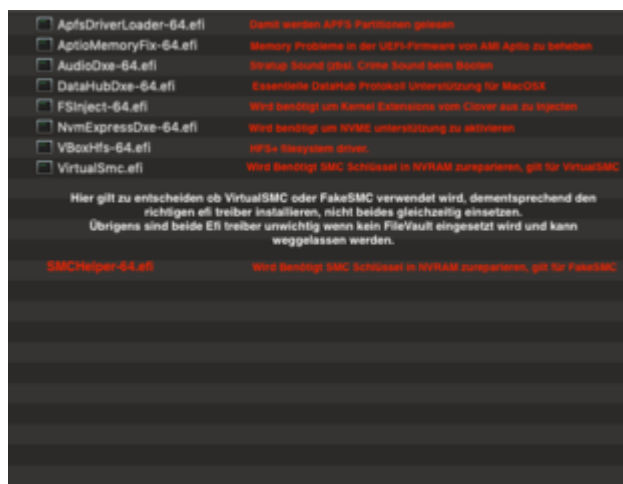 ApfsDriverLoader-64.efi Damit werden APFS Partitionen gelesen
AptioMemoryFix-64.efi Memory Probleme in der UEFI-Firmware von AMI Aptio zu beheben
AudioDxe-64.efi Stratup Sound (zbsl. Crime Sound beim Booten
DataHubDxe-64.efi Essentielle DataHub Protokoll Unterstützung für MacOSX
FSInject-64.efi Wird benötigt um Kernel Extensions vom Clover aus zu injecten
NvmExpressDxe-64.efi Wird benötigt um NVME unterstützung zu aktivieren
VBoxHfs-64.efi HFS+ filesystem driver.
VirtualSmc.efi Wird Benötigt SMC Schlüssel in NVRAM zureparieren, gilt für VirtualSMC
Hier gilt zu entscheiden ob VirtualSMC oder FakeSMC verwendet wird, dementsprechend den
richtigen efi treiber installieren, nicht beides gleichzeitig einsetzen.
Übrigens sind beide Efi treiber unwichtig wenn kein FileVault eingesetzt wird und kann
weggelassen werden.
SMCHelper-64.efi Wird Benötigt SMC Schlüssel in NVRAM zureparieren, gilt für FakeSMC